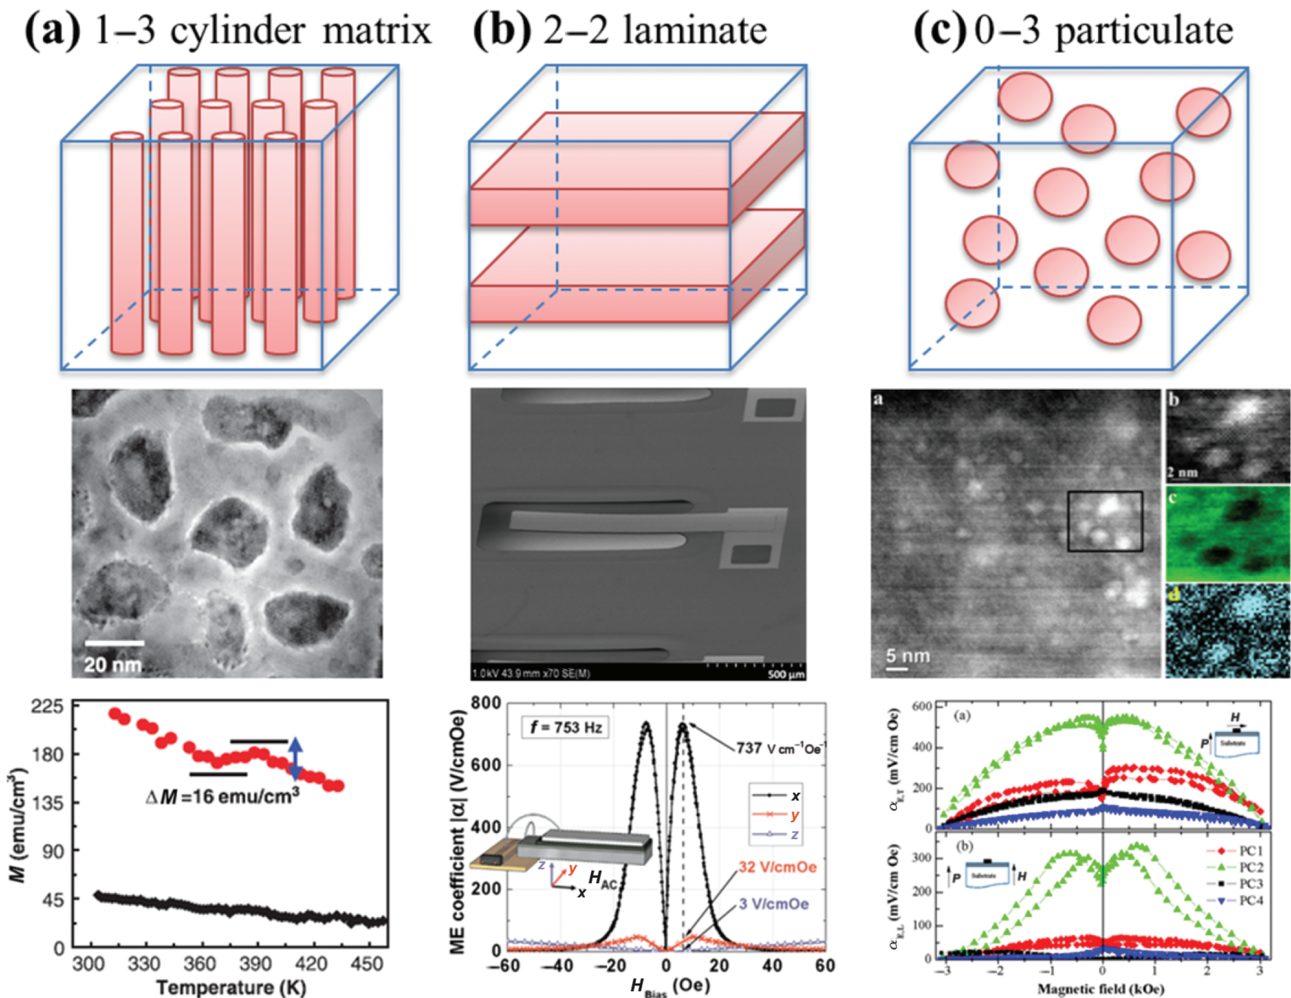 (a) 1–3 cylinder matrix
(b) 2–2 laminate
(c) 0–3 particulate
20 nm
1.0kV 43.9mm x70 SE(M)
500 μm
a
5 nm
b
2 nm
c
d
225
180
135
90
45
0
M (emu/cm³)
ΔM =16 emu/cm³
300 330 360 390 420 450
Temperature (K)
800
600
400
200
0
ME coefficient |α| (V/cmOe)
f = 753 Hz
737 V cm⁻¹Oe⁻¹
x
y
z
H AC
z
y
x
32 V/cmOe
3 V/cmOe
−60 −40 −20 0 20 40 60
H Bias (Oe)
600
400
200
0
α E,T (mV/cm Oe)
(a)
H
P
Substrate
300
200
100
0
α E,L (mV/cm Oe)
(b)
P
Substrate
H
PC1
PC2
PC3
PC4
−3 −2 −1 0 1 2 3
Magnetic field (kOe)